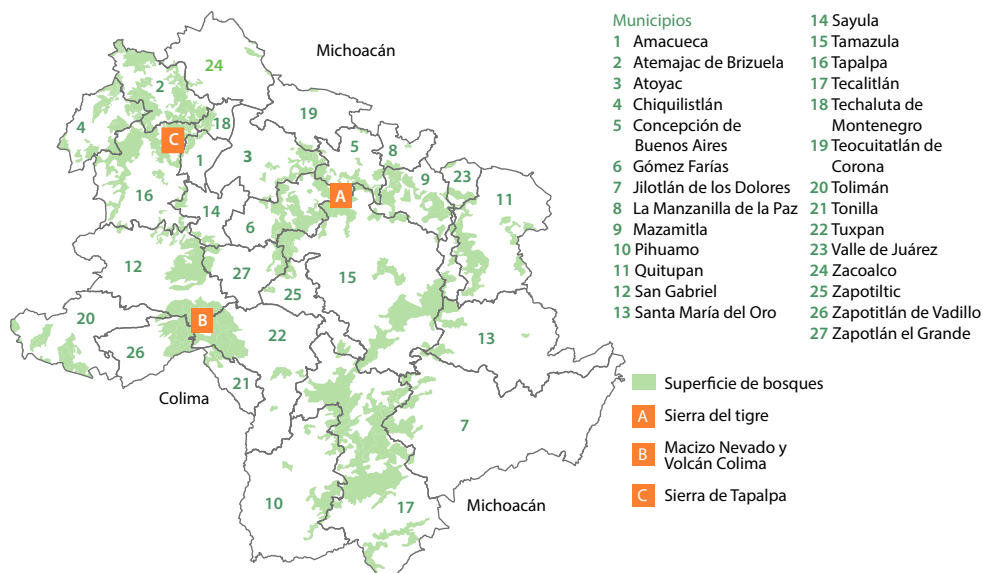 Michoacán
24
2
4
18
19
C
1
3
5
8
9
23
11
16
A
14
6
12
27
15
25
20
B
22
13
26
21
Colima
7
10
17
Michoacán
Municipios
1 Amacueca
2 Atemajac de Brizuela
3 Atoyac
4 Chiquilistlán
5 Concepción de
Buenos Aires
6 Gómez Farías
7 Jilotlán de los Dolores
8 La Manzanilla de la Paz
9 Mazamitla
10 Pihuamo
11 Quitupan
12 San Gabriel
13 Santa María del Oro
14 Sayula
15 Tamazula
16 Tapalpa
17 Tecalitlán
18 Techaluta de
Montenegro
19 Teocuitatlán de
Corona
20 Tolimán
21 Tonilla
22 Tuxpan
23 Valle de Juárez
24 Zacoalco
25 Zapotiltic
26 Zapotitlán de Vadillo
27 Zapotlán el Grande
Superficie de bosques
A Sierra del tigre
B Macizo Nevado y
Volcán Colima
C Sierra de Tapalpa